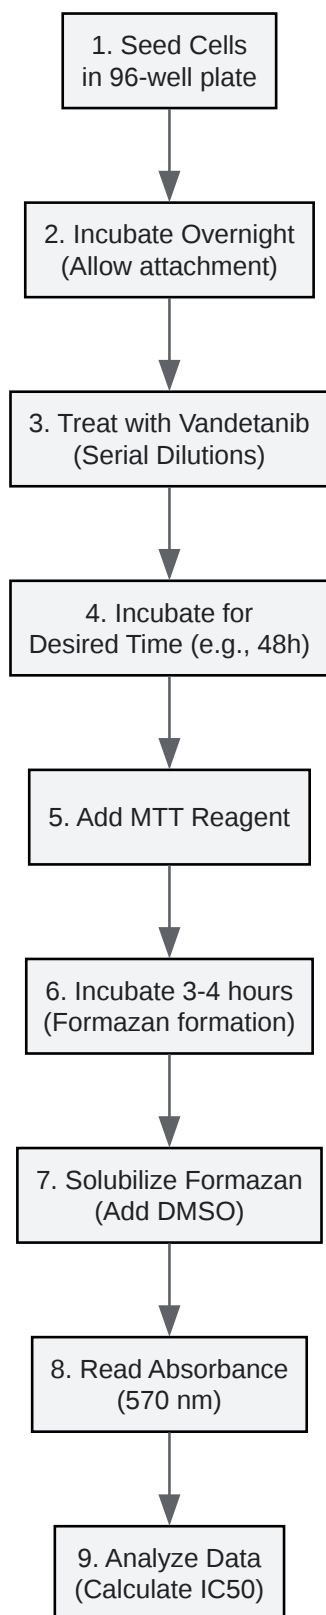 1. Seed Cells
in 96-well plate
2. Incubate Overnight
(Allow attachment)
3. Treat with Vandetanib
(Serial Dilutions)
4. Incubate for
Desired Time (e.g., 48h)
5. Add MTT Reagent
6. Incubate 3-4 hours
(Formazan formation)
7. Solubilize Formazan
(Add DMSO)
8. Read Absorbance
(570 nm)
9. Analyze Data
(Calculate IC50)